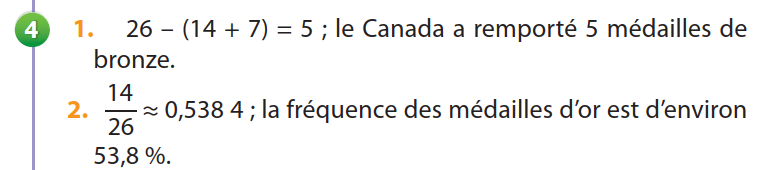 4 1. 26 – (14 + 7) = 5 ; le Canada a remporté 5 médailles de
bronze.
2. 14/26 ≈ 0,538 4 ; la fréquence des médailles d’or est d’environ
53,8 %.